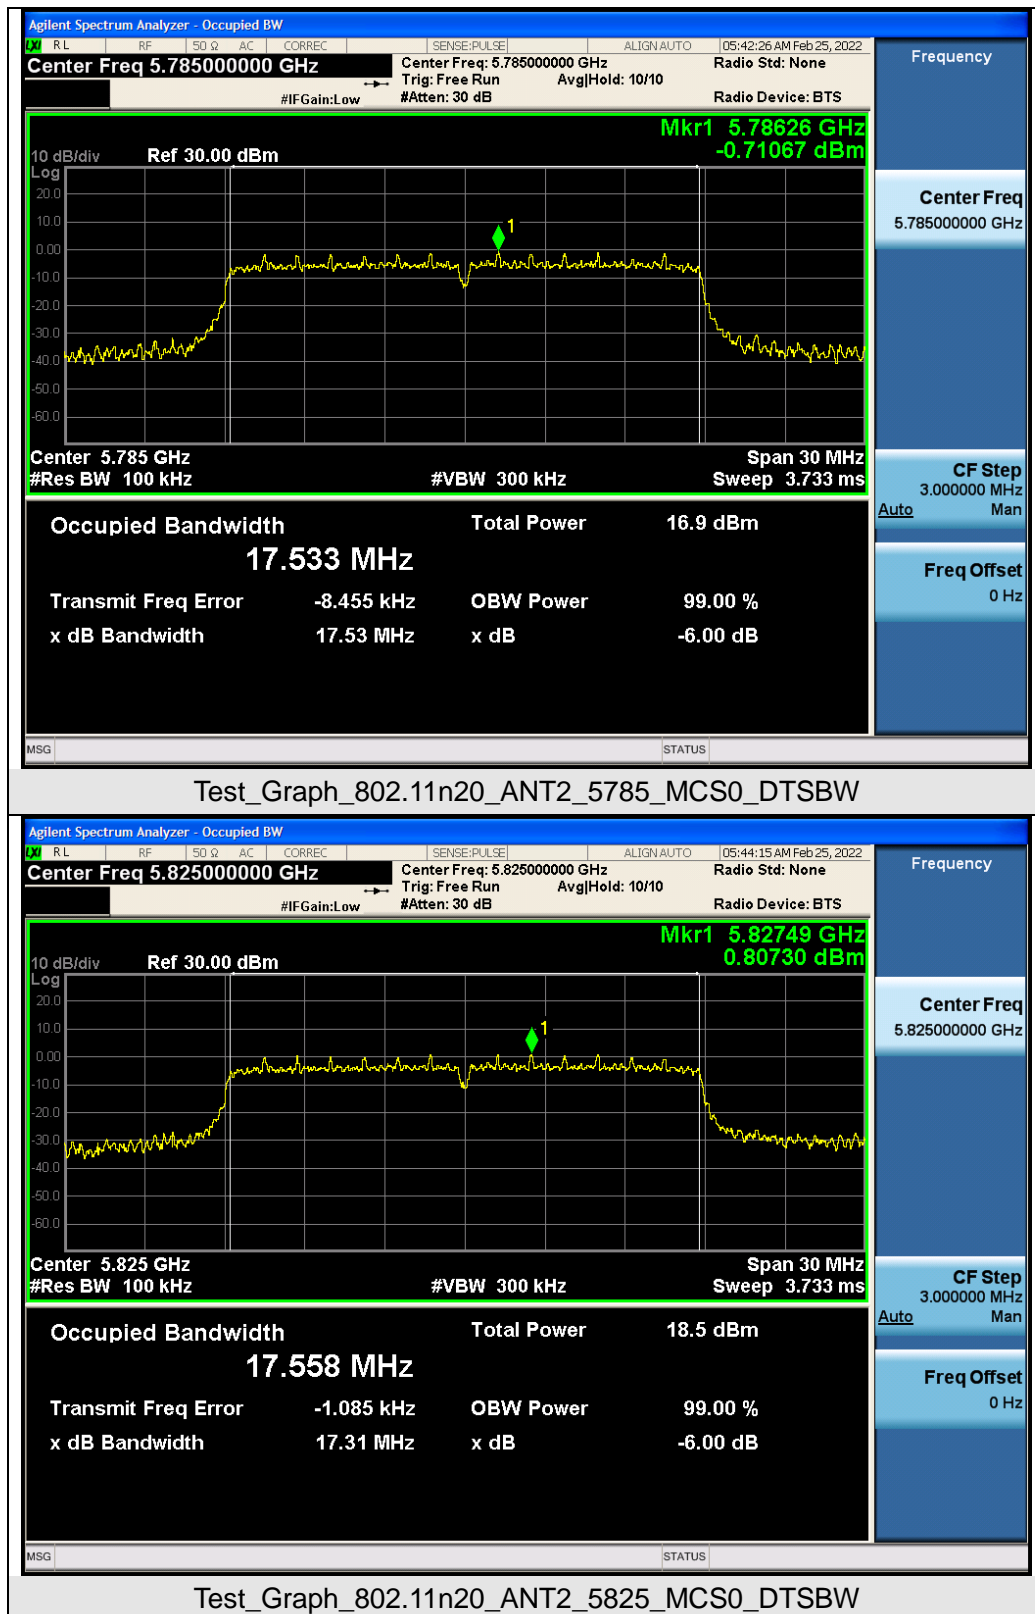 Agilent Spectrum Analyzer - Occupied BW
LXI RL RF 50 Ω AC CORREC SENSE:PULSE ALIGN AUTO 05:42:26 AM Feb 25, 2022
Center Freq 5.785000000 GHz
Center Freq: 5.785000000 GHz Radio Std: None
Trig: Free Run Avg|Hold: 10/10
#IFGain:Low #Atten: 30 dB Radio Device: BTS
Mkr1 5.78626 GHz
-0.71067 dBm
10 dB/div Ref 30.00 dBm
Log
20.0
10.0
0.00
-10.0
-20.0
-30.0
-40.0
-50.0
-60.0
1
Center 5.785 GHz Span 30 MHz
#Res BW 100 kHz #VBW 300 kHz Sweep 3.733 ms
Occupied Bandwidth Total Power 16.9 dBm
17.533 MHz
Transmit Freq Error -8.455 kHz OBW Power 99.00 %
x dB Bandwidth 17.53 MHz x dB -6.00 dB
MSG STATUS
Frequency
Center Freq
5.785000000 GHz
CF Step
3.000000 MHz
Auto Man
Freq Offset
0 Hz
Test_Graph_802.11n20_ANT2_5785_MCS0_DTSBW
Agilent Spectrum Analyzer - Occupied BW
LXI RL RF 50 Ω AC CORREC SENSE:PULSE ALIGN AUTO 05:44:15 AM Feb 25, 2022
Center Freq 5.825000000 GHz
Center Freq: 5.825000000 GHz Radio Std: None
Trig: Free Run Avg|Hold: 10/10
#IFGain:Low #Atten: 30 dB Radio Device: BTS
Mkr1 5.82749 GHz
0.80730 dBm
10 dB/div Ref 30.00 dBm
Log
20.0
10.0
0.00
-10.0
-20.0
-30.0
-40.0
-50.0
-60.0
1
Center 5.825 GHz Span 30 MHz
#Res BW 100 kHz #VBW 300 kHz Sweep 3.733 ms
Occupied Bandwidth Total Power 18.5 dBm
17.558 MHz
Transmit Freq Error -1.085 kHz OBW Power 99.00 %
x dB Bandwidth 17.31 MHz x dB -6.00 dB
MSG STATUS
Frequency
Center Freq
5.825000000 GHz
CF Step
3.000000 MHz
Auto Man
Freq Offset
0 Hz
Test_Graph_802.11n20_ANT2_5825_MCS0_DTSBW